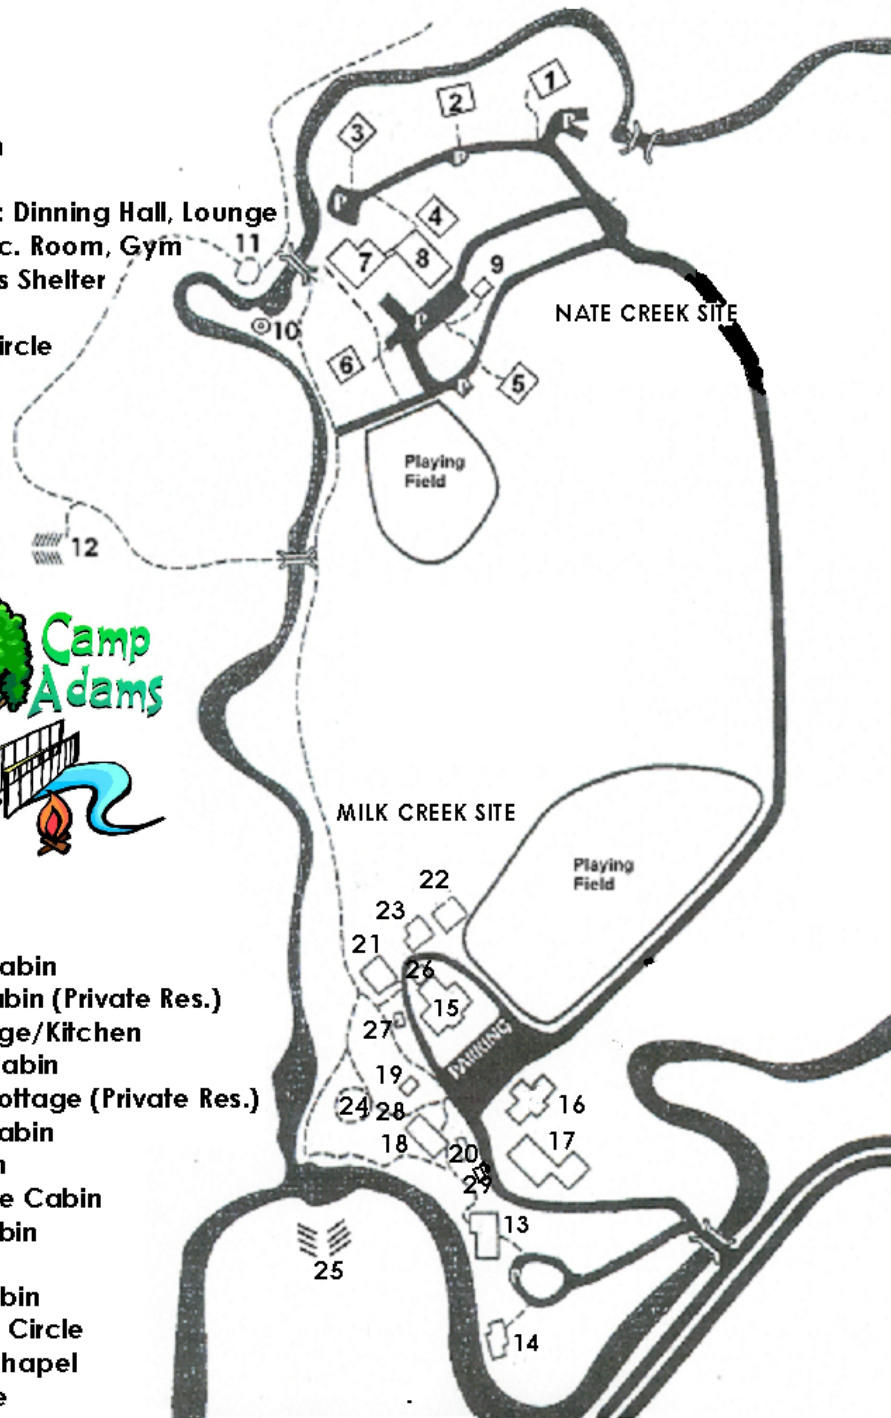 n
: Dinning Hall, Lounge
c. Room, Gym
s Shelter
ircle
1
P
2
3
P
P
4
11
7
8
9
NATE CREEK SITE
P
10
6
5
P
Playing
Field
12
Camp
Adams
MILK CREEK SITE
Playing
Field
22
23
21
26
15
27
PARKING
19
24
28
16
18
17
20
29
13
25
P
14
abin
abin (Private Res.)
ge/Kitchen
abin
ottage (Private Res.)
abin
n
e Cabin
bin
bin
Circle
hapel
e